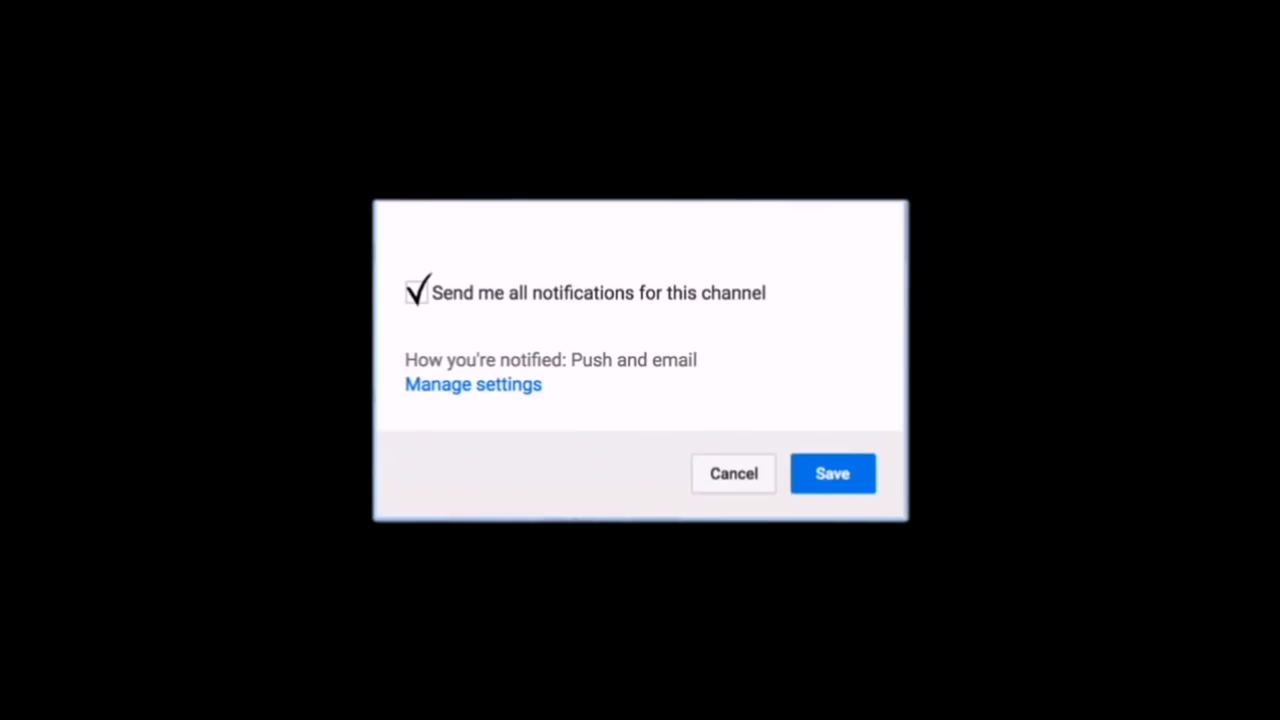 Send me all notifications for this channel
How you're notified: Push and email
Manage settings
Cancel
Save